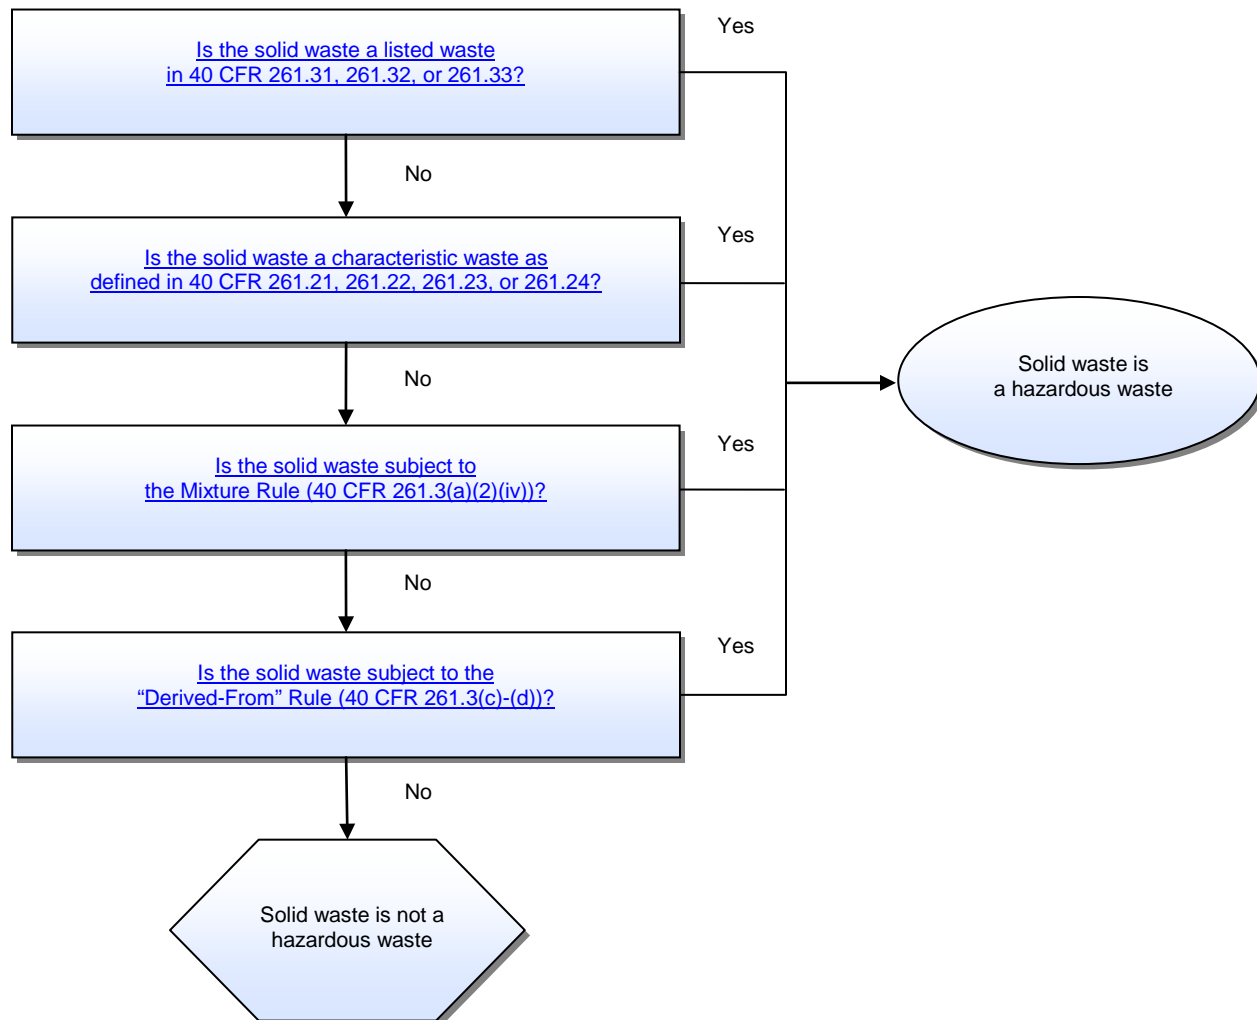 Yes
Is the solid waste a listed waste
in 40 CFR 261.31, 261.32, or 261.33?
No
Yes
Is the solid waste a characteristic waste as
defined in 40 CFR 261.21, 261.22, 261.23, or 261.24?
Solid waste is
a hazardous waste
No
Yes
Is the solid waste subject to
the Mixture Rule (40 CFR 261.3(a)(2)(iv))?
No
Yes
Is the solid waste subject to the
“Derived-From” Rule (40 CFR 261.3(c)-(d))?
No
Solid waste is not a
hazardous waste